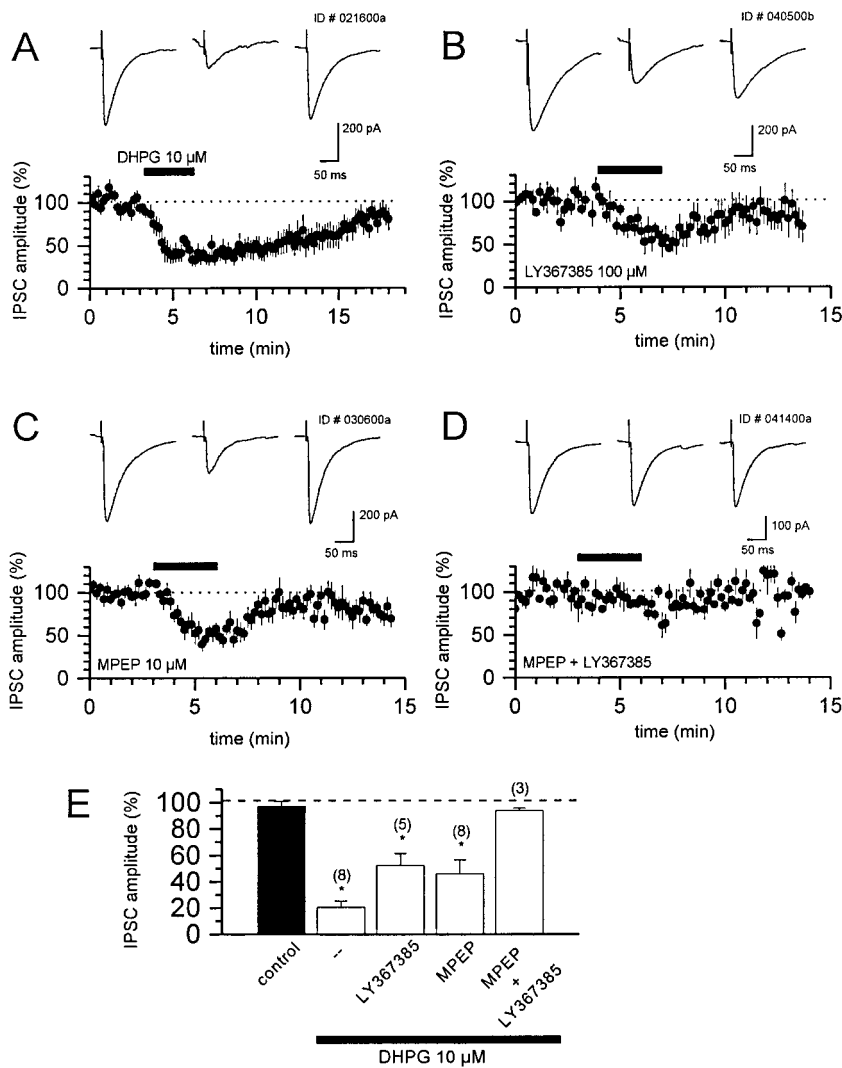 A
ID # 021600a
200 pA
50 ms
DHPG 10 µM
IPSC amplitude (%)
100
50
0
0 5 10 15
time (min)
B
ID # 040500b
200 pA
50 ms
IPSC amplitude (%)
100
50
0
LY367385 100 µM
0 5 10 15
time (min)
C
ID # 030600a
200 pA
50 ms
IPSC amplitude (%)
100
50
0
MPEP 10 µM
0 5 10 15
time (min)
D
ID # 041400a
100 pA
50 ms
IPSC amplitude (%)
100
50
0
MPEP + LY367385
0 5 10 15
time (min)
E
IPSC amplitude (%)
100
80
60
40
20
0
(8)
*
(5)
*
(8)
*
(3)
control
--
LY367385
MPEP
MPEP
+
LY367385
DHPG 10 µM